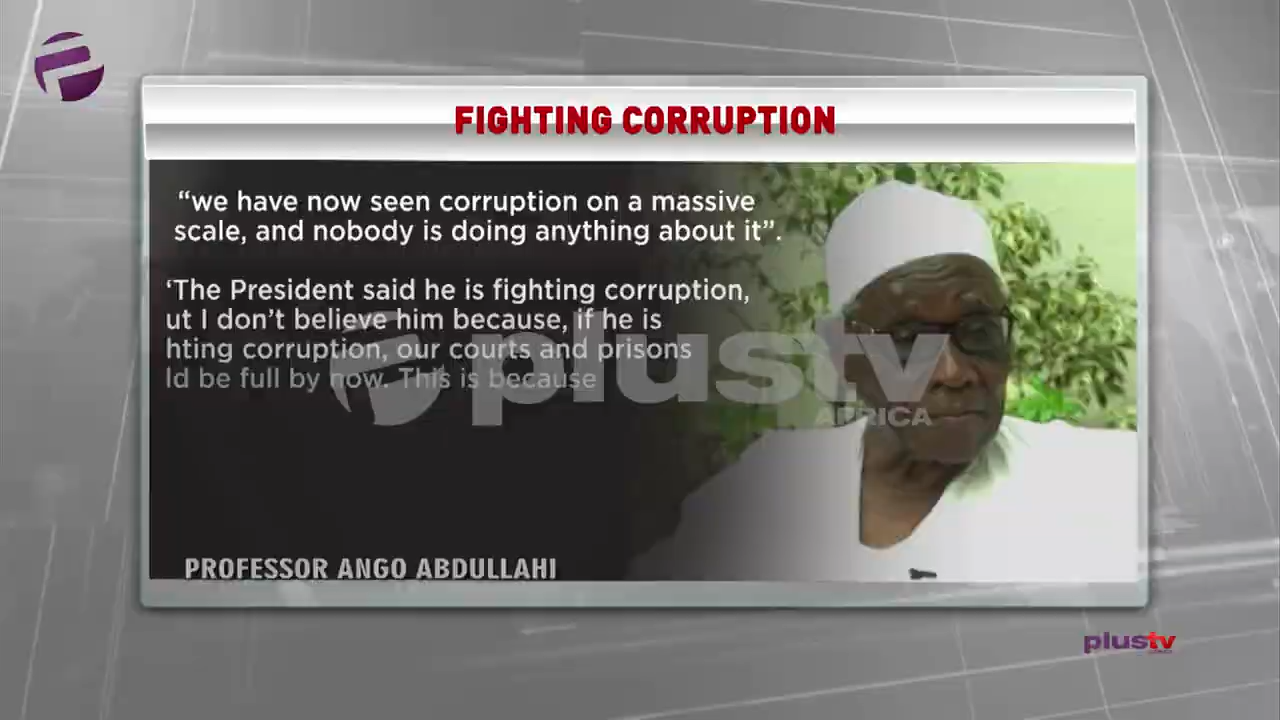 FIGHTING CORRUPTION
“we have now seen corruption on a massive
scale, and nobody is doing anything about it”.
‘The President said he is fighting corruption,
ut I don’t believe him because, if he is
hting corruption, our courts and prisons
ld be full by now. This is because
plustv
AFRICA
PROFESSOR ANGO ABDULLAHI
plustv